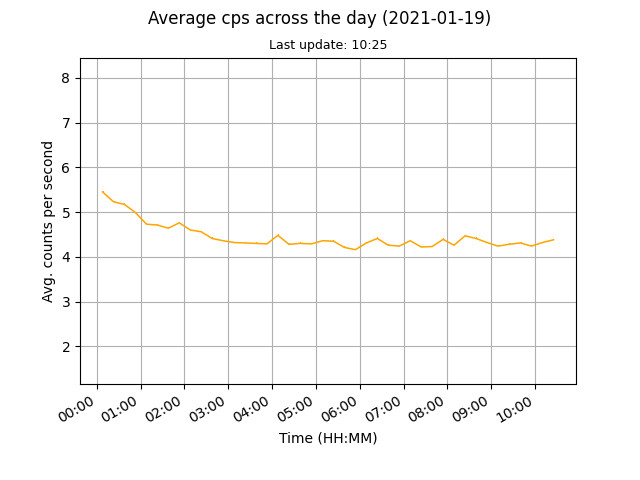 Average cps across the day (2021-01-19)
Last update: 10:25
Avg. counts per second
8
7
6
5
4
3
2
00:00 01:00 02:00 03:00 04:00 05:00 06:00 07:00 08:00 09:00 10:00
Time (HH:MM)